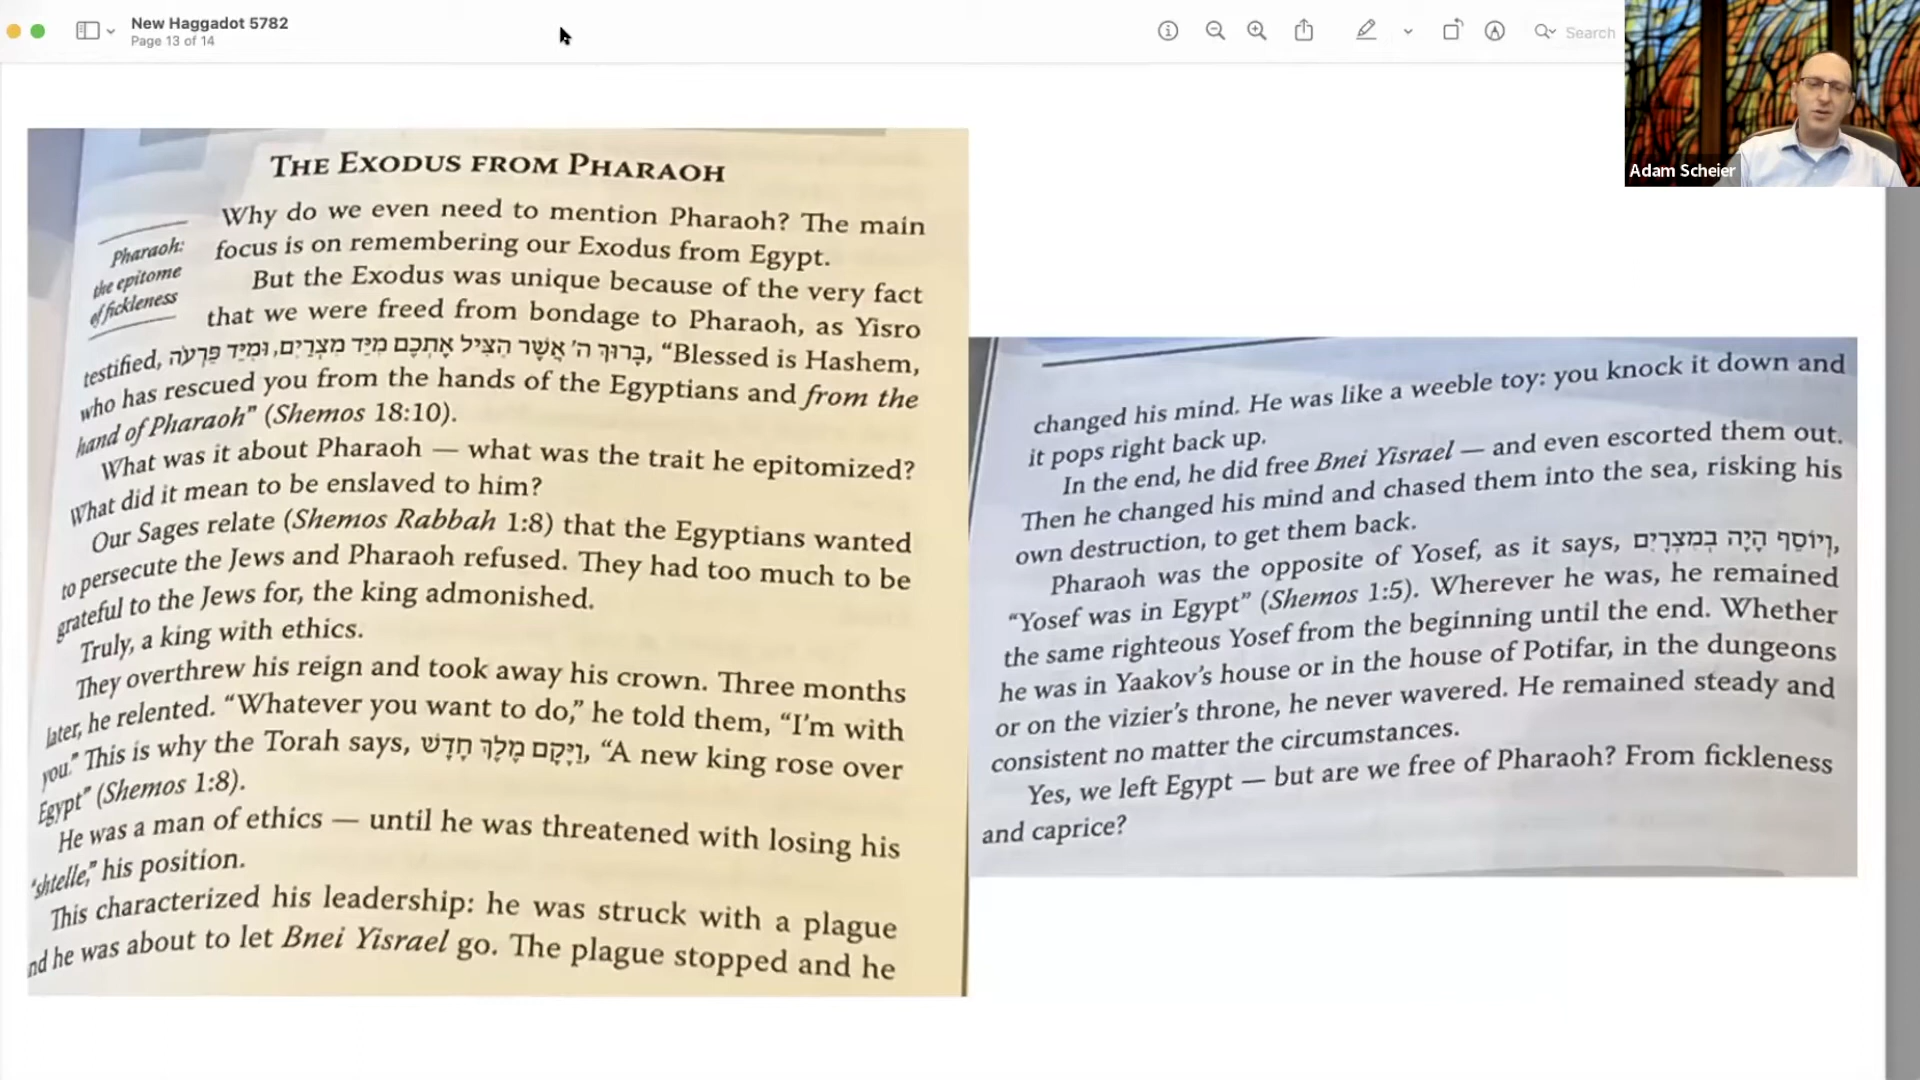 New Haggadot 5782
Page 13 of 14
Search
Adam Scheier
THE EXODUS FROM PHARAOH
Pharaoh:
the epitome
of fickleness
Why do we even need to mention Pharaoh? The main
focus is on remembering our Exodus from Egypt.
But the Exodus was unique because of the very fact
that we were freed from bondage to Pharaoh, as Yisro
testified, בָּרוּךְ ה' אֲשֶׁר הִצִּיל אֶתְכֶם מִיַּד מִצְרַיִם, וּמִיַּד פַּרְעֹה, “Blessed is Hashem,
who has rescued you from the hands of the Egyptians and from the
hand of Pharaoh” (Shemos 18:10).
What was it about Pharaoh — what was the trait he epitomized?
What did it mean to be enslaved to him?
Our Sages relate (Shemos Rabbah 1:8) that the Egyptians wanted
to persecute the Jews and Pharaoh refused. They had too much to be
grateful to the Jews for, the king admonished.
Truly, a king with ethics.
They overthrew his reign and took away his crown. Three months
later, he relented. “Whatever you want to do,” he told them, “I’m with
you.” This is why the Torah says, וַיָּקָם מֶלֶךְ חָדָשׁ, “A new king rose over
Egypt” (Shemos 1:8).
He was a man of ethics — until he was threatened with losing his
“shtelle,” his position.
This characterized his leadership: he was struck with a plague
nd he was about to let Bnei Yisrael go. The plague stopped and he
changed his mind. He was like a weeble toy: you knock it down and
it pops right back up.
In the end, he did free Bnei Yisrael — and even escorted them out.
Then he changed his mind and chased them into the sea, risking his
own destruction, to get them back.
Pharaoh was the opposite of Yosef, as it says, וְיוֹסֵף הָיָה בְמִצְרָיִם,
“Yosef was in Egypt” (Shemos 1:5). Wherever he was, he remained
the same righteous Yosef from the beginning until the end. Whether
he was in Yaakov’s house or in the house of Potifar, in the dungeons
or on the vizier’s throne, he never wavered. He remained steady and
consistent no matter the circumstances.
Yes, we left Egypt — but are we free of Pharaoh? From fickleness
and caprice?